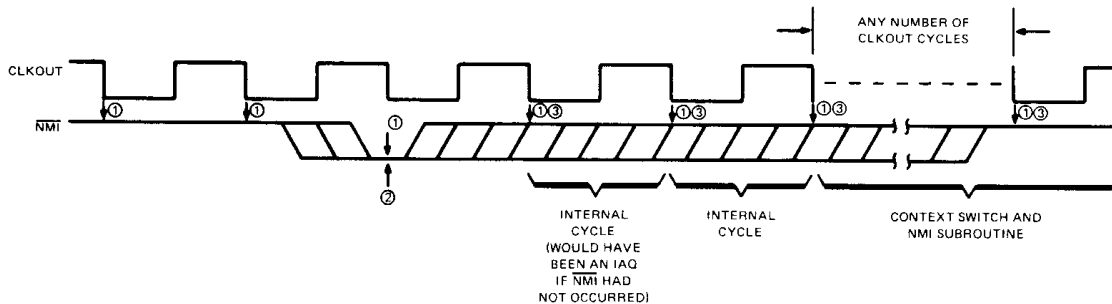 ANY NUMBER OF
CLKOUT CYCLES
CLKOUT
① ① ①③ ①③ ①③ ①③
NMI
①
②
INTERNAL
CYCLE
(WOULD HAVE
BEEN AN IAQ
IF NMI HAD
NOT OCCURRED)
INTERNAL
CYCLE
CONTEXT SWITCH AND
NMI SUBROUTINE